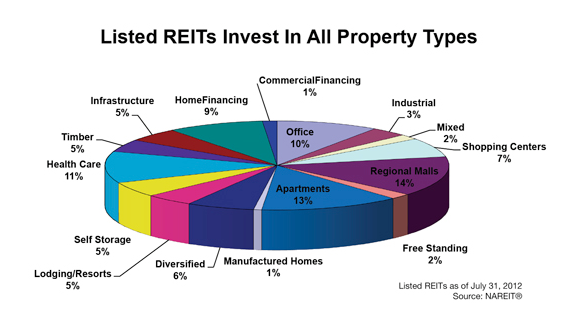 Listed REITs Invest In All Property Types
CommercialFinancing
1%
Office
10%
Industrial
3%
Mixed
2%
Shopping Centers
7%
Regional Malls
14%
Free Standing
2%
Apartments
13%
Manufactured Homes
1%
Diversified
6%
Lodging/Resorts
5%
Self Storage
5%
Health Care
11%
Timber
5%
Infrastructure
5%
HomeFinancing
9%
Listed REITs as of July 31, 2012
Source: NAREIT®